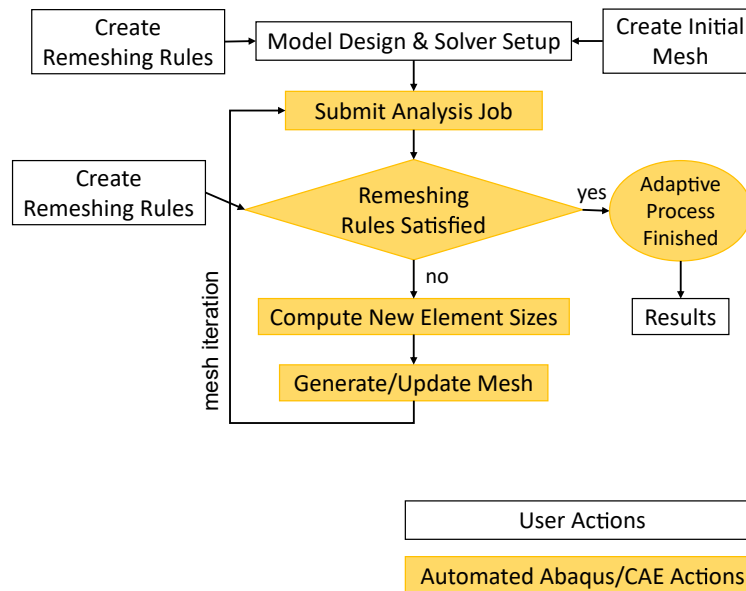 Create
Remeshing Rules
Model Design & Solver Setup
Create Initial
Mesh
Submit Analysis Job
Create
Remeshing Rules
Remeshing
Rules Satisfied
yes
Adaptive
Process
Finished
no
mesh iteration
Compute New Element Sizes
Results
Generate/Update Mesh
User Actions
Automated Abaqus/CAE Actions